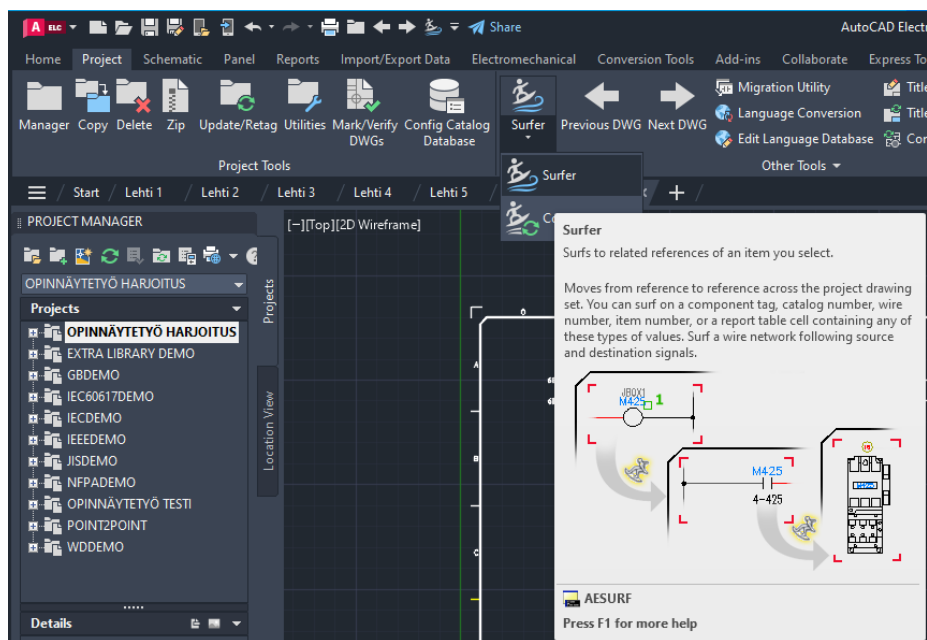 A ELC Share AutoCAD Electr
Home Project Schematic Panel Reports Import/Export Data Electromechanical Conversion Tools Add-ins Collaborate Express To
Manager Copy Delete Zip Update/Retag Utilities Mark/Verify DWGs Config Catalog Database Surfer Previous DWG Next DWG
Migration Utility Title
Language Conversion Title
Edit Language Database Con
Project Tools Other Tools
Surfer
Start Lehti 1 Lehti 2 Lehti 3 Lehti 4 Lehti 5
PROJECT MANAGER
[−][Top][2D Wireframe]
OPINNÄYTETYÖ HARJOITUS
Projects
OPINNÄYTETYÖ HARJOITUS
EXTRA LIBRARY DEMO
GBDEMO
IEC60617DEMO
IECDEMO
IEEEDEMO
JISDEMO
NFPADEMO
OPINNÄYTETYÖ TESTI
POINT2POINT
WDDEMO
Details
Projects
Location View
A
B
C
Surfer
Surfs to related references of an item you select.
Moves from reference to reference across the project drawing
set. You can surf on a component tag, catalog number, wire
number, item number, or a report table cell containing any of
these types of values. Surf a wire network following source
and destination signals.
JBOX1
M425 1
M425
4-425
AESURF
Press F1 for more help